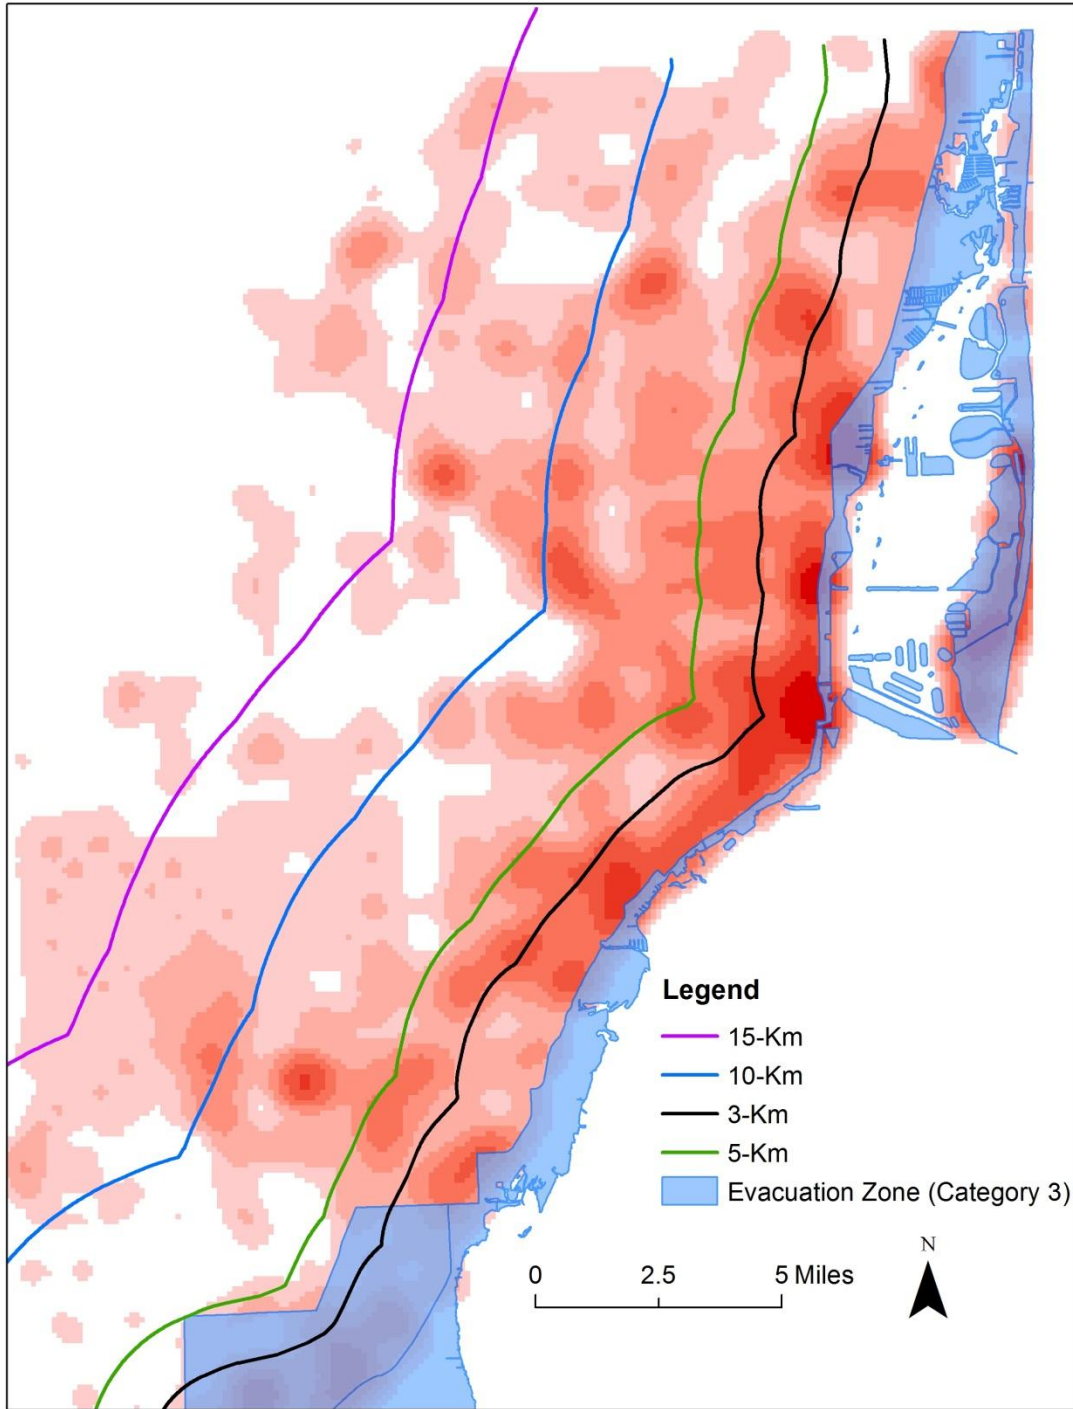 Legend
15-Km
10-Km
3-Km
5-Km
Evacuation Zone (Category 3)
N
0 2.5 5 Miles